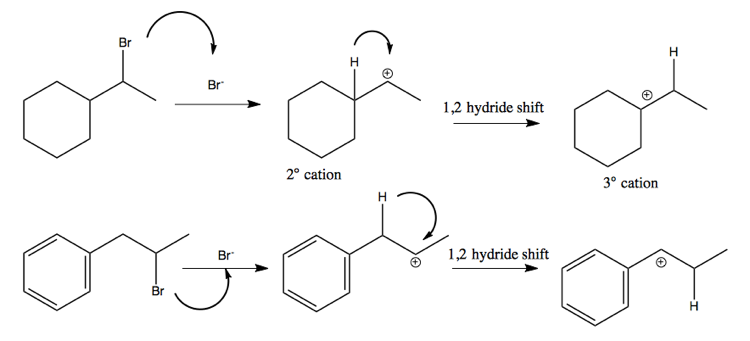 Br
Br-
H
⊕
1,2 hydride shift
H
⊕
2° cation
3° cation
Br
Br-
H
⊕
1,2 hydride shift
⊕
H